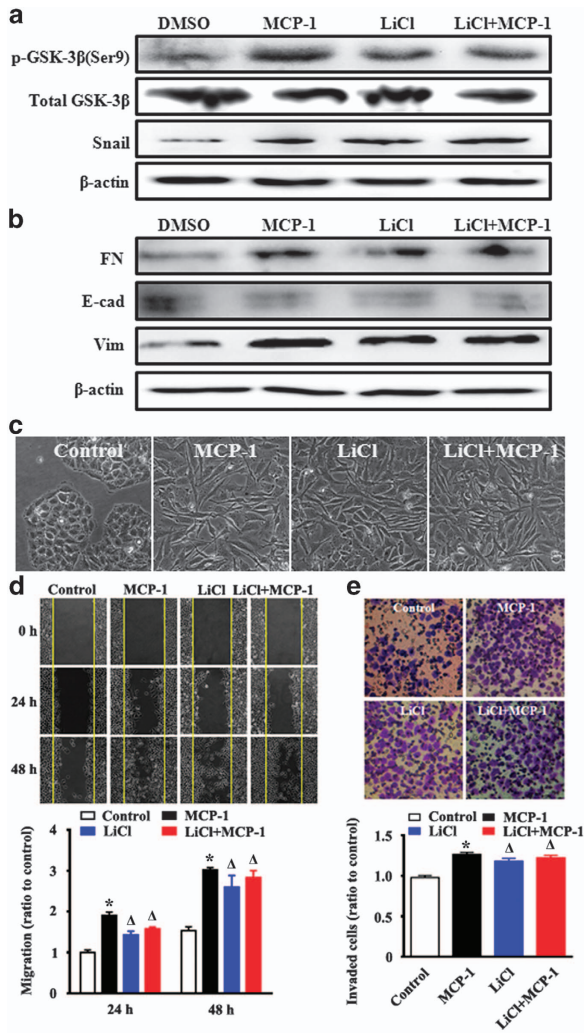 a
DMSO MCP-1 LiCl LiCl+MCP-1
p-GSK-3β(Ser9)
Total GSK-3β
Snail
β-actin
b
DMSO MCP-1 LiCl LiCl+MCP-1
FN
E-cad
Vim
β-actin
c
Control MCP-1 LiCl LiCl+MCP-1
d
Control MCP-1 LiCl LiCl+MCP-1
0 h
24 h
48 h
Control MCP-1
LiCl LiCl+MCP-1
Migration (ratio to control)
4
3
2
1
0
* Δ Δ
* Δ Δ
24 h 48 h
e
Control MCP-1
LiCl LiCl+MCP-1
Control MCP-1
LiCl LiCl+MCP-1
Invaded cells (ratio to control)
1.5
1.0
0.5
0.0
* Δ Δ
Control MCP-1 LiCl LiCl+MCP-1